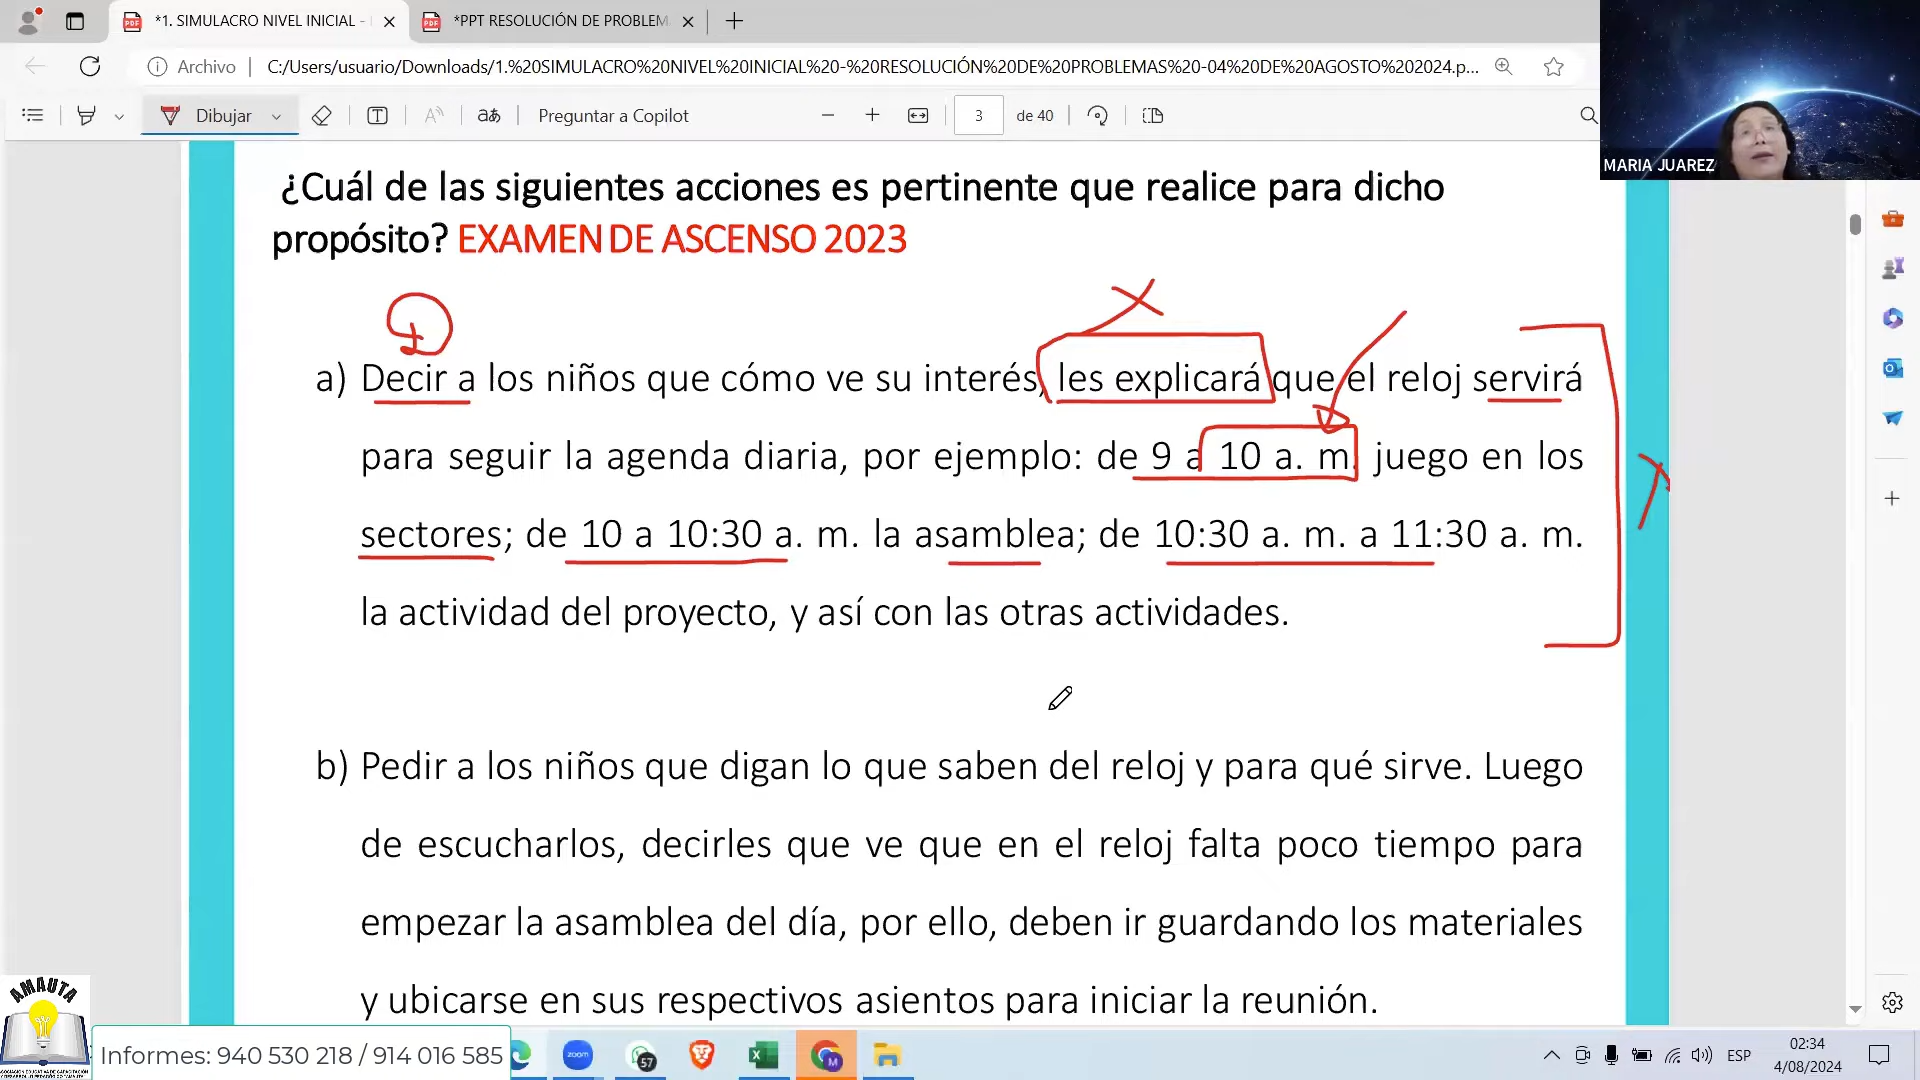 *1. SIMULACRO NIVEL INICIAL -
*PPT RESOLUCIÓN DE PROBLEM
Archivo
C:/Users/usuario/Downloads/1.%20SIMULACRO%20NIVEL%20INICIAL%20-%20RESOLUCIÓN%20DE%20PROBLEMAS%20-04%20DE%20AGOSTO%202024.p...
Dibujar
Preguntar a Copilot
3
de 40
MARIA JUAREZ
¿Cuál de las siguientes acciones es pertinente que realice para dicho
propósito? EXAMEN DE ASCENSO 2023
a) Decir a los niños que cómo ve su interés, les explicará que el reloj servirá
para seguir la agenda diaria, por ejemplo: de 9 a 10 a. m. juego en los
sectores; de 10 a 10:30 a. m. la asamblea; de 10:30 a. m. a 11:30 a. m.
la actividad del proyecto, y así con las otras actividades.
b) Pedir a los niños que digan lo que saben del reloj y para qué sirve. Luego
de escucharlos, decirles que ve que en el reloj falta poco tiempo para
empezar la asamblea del día, por ello, deben ir guardando los materiales
y ubicarse en sus respectivos asientos para iniciar la reunión.
AMAUTA
Informes: 940 530 218 / 914 016 585
zoom
57
ESP
02:34
4/08/2024